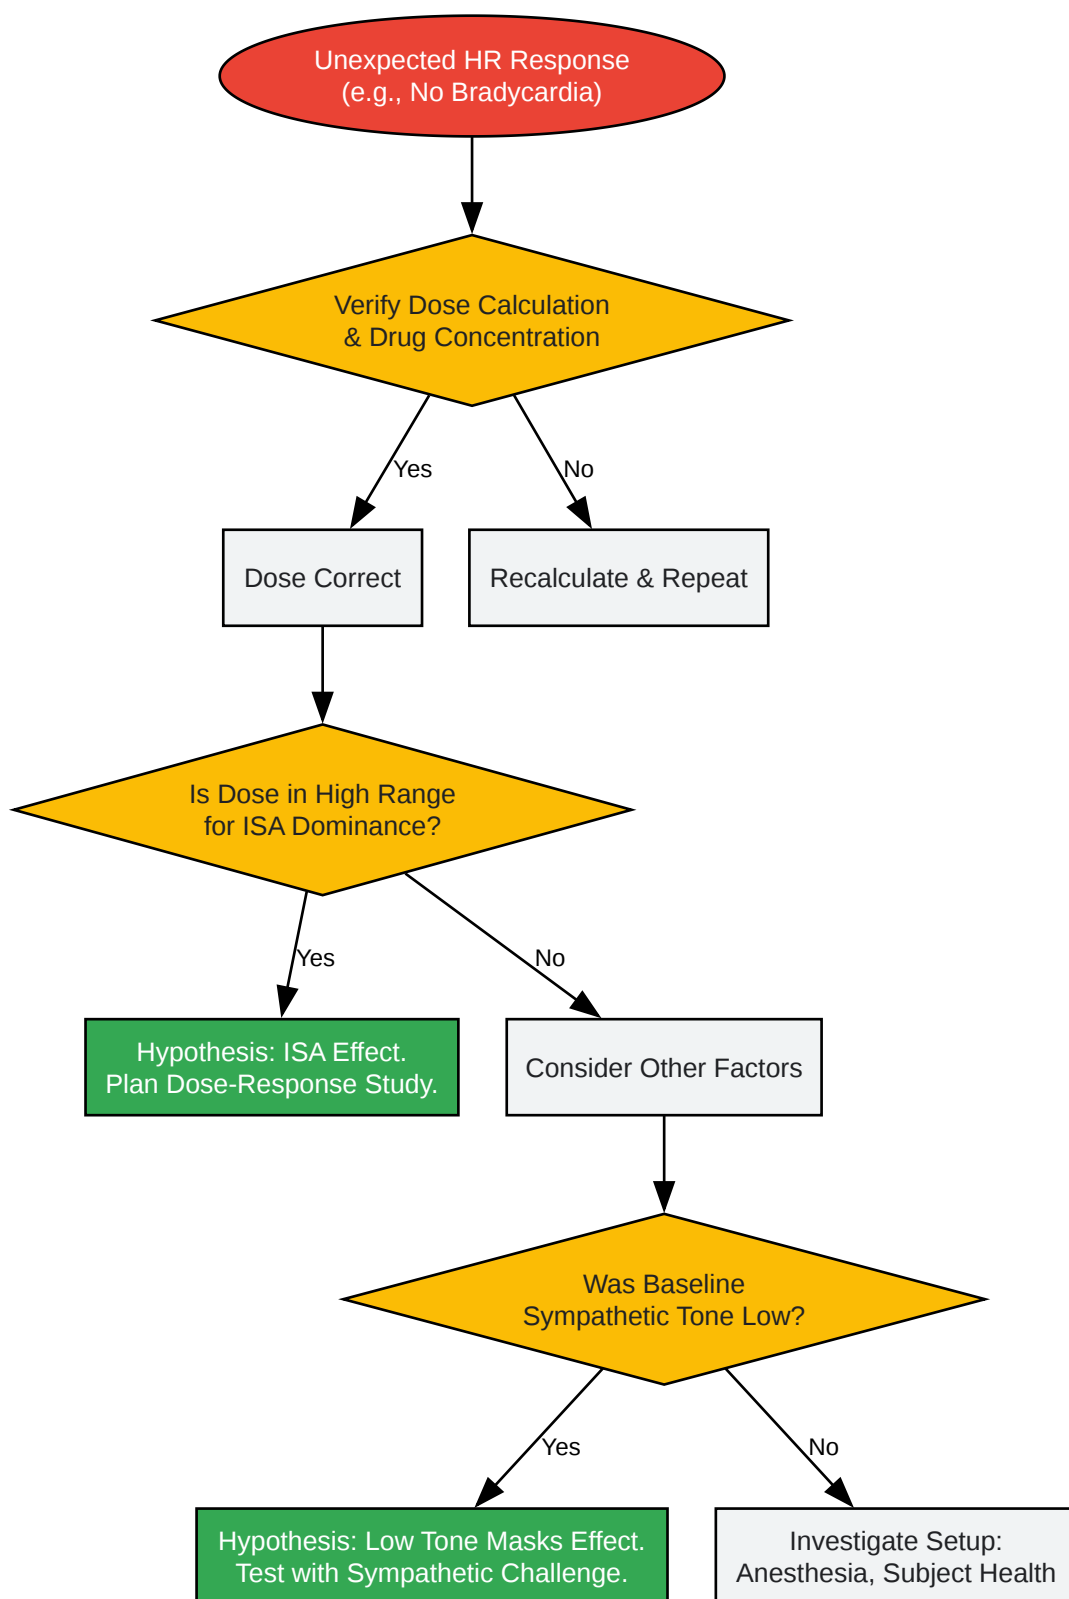 Unexpected HR Response
(e.g., No Bradycardia)
Verify Dose Calculation
& Drug Concentration
Yes
No
Dose Correct
Recalculate & Repeat
Is Dose in High Range
for ISA Dominance?
Yes
No
Hypothesis: ISA Effect.
Plan Dose-Response Study.
Consider Other Factors
Was Baseline
Sympathetic Tone Low?
Yes
No
Hypothesis: Low Tone Masks Effect.
Test with Sympathetic Challenge.
Investigate Setup:
Anesthesia, Subject Health